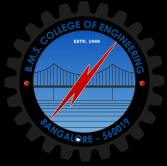 B.M.S. COLLEGE OF ENGINEERING
ESTD. 1946
BANGALORE - 560019